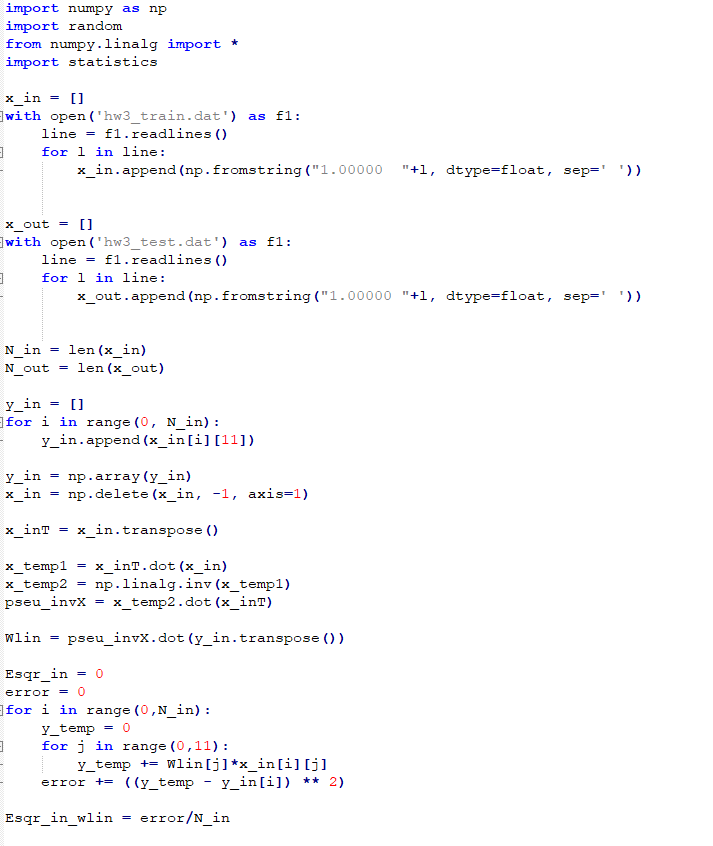 import numpy as np
import random
from numpy.linalg import *
import statistics

x_in = []
with open('hw3_train.dat') as f1:
    line = f1.readlines()
    for l in line:
        x_in.append(np.fromstring("1.00000  "+l, dtype=float, sep=' '))


x_out = []
with open('hw3_test.dat') as f1:
    line = f1.readlines()
    for l in line:
        x_out.append(np.fromstring("1.00000 "+l, dtype=float, sep=' '))


N_in = len(x_in)
N_out = len(x_out)

y_in = []
for i in range(0, N_in):
    y_in.append(x_in[i][11])

y_in = np.array(y_in)
x_in = np.delete(x_in, -1, axis=1)

x_inT = x_in.transpose()

x_temp1 = x_inT.dot(x_in)
x_temp2 = np.linalg.inv(x_temp1)
pseu_invX = x_temp2.dot(x_inT)

Wlin = pseu_invX.dot(y_in.transpose())

Esqr_in = 0
error = 0
for i in range(0,N_in):
    y_temp = 0
    for j in range(0,11):
        y_temp += Wlin[j]*x_in[i][j]
    error += ((y_temp - y_in[i]) ** 2)

Esqr_in_wlin = error/N_in